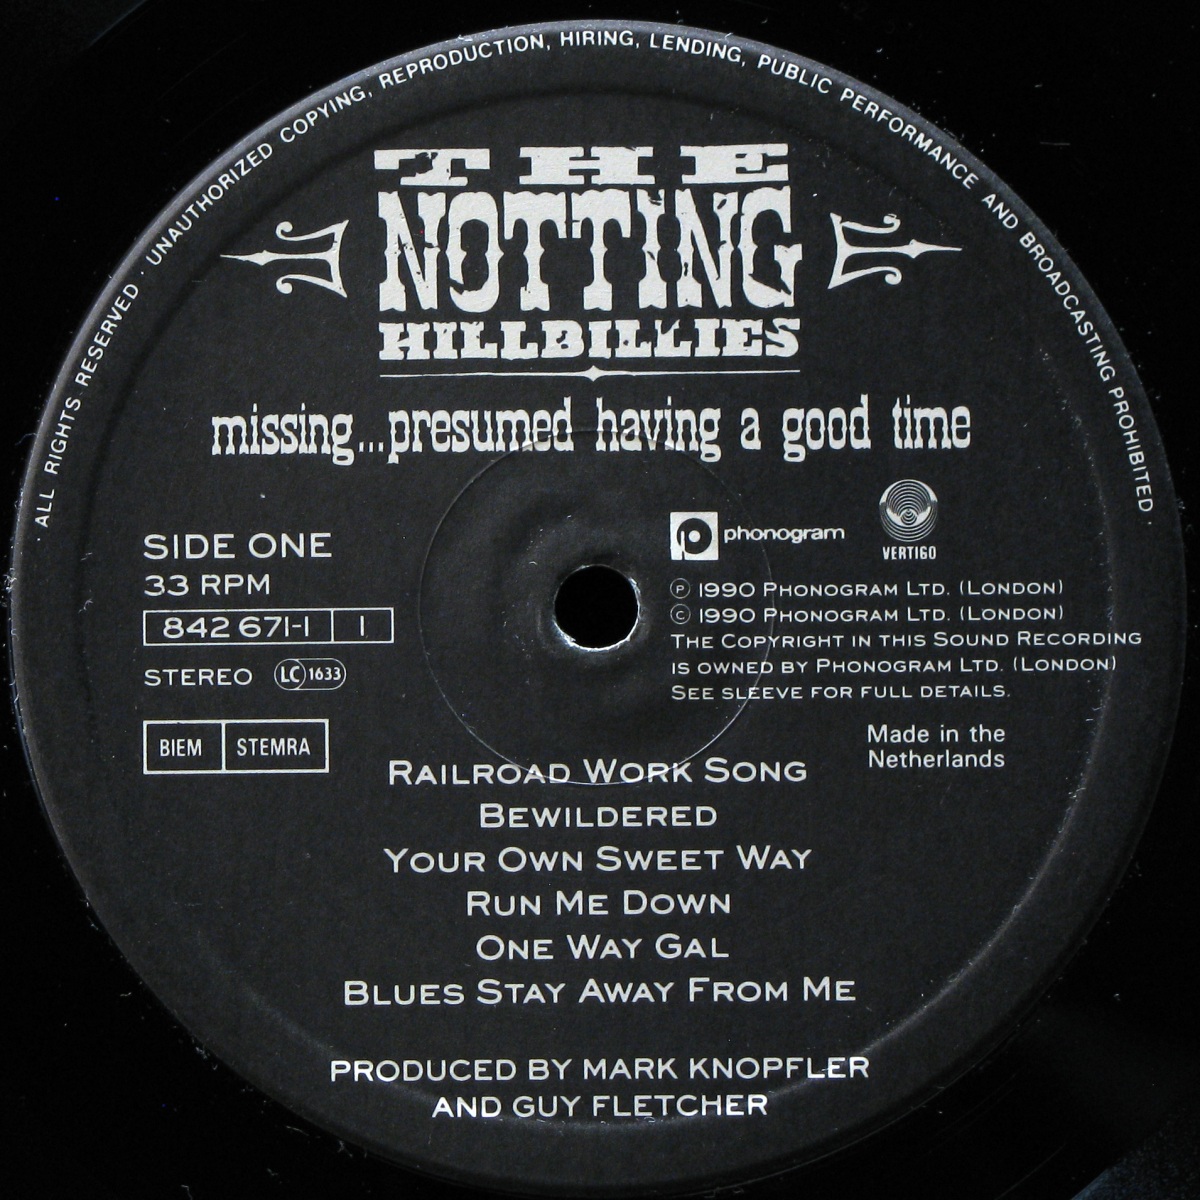 · ALL RIGHTS RESERVED · UNAUTHORIZED COPYING, REPRODUCTION, HIRING, LENDING, PUBLIC PERFORMANCE AND BROADCASTING PROHIBITED ·
THE
NOTTING
HILLBILLIES
missing...presumed having a good time
SIDE ONE
33 RPM
842 671-1 1
STEREO LC 1633
BIEM STEMRA
phonogram
VERTIGO
Ⓟ 1990 PHONOGRAM LTD. (LONDON)
© 1990 PHONOGRAM LTD. (LONDON)
THE COPYRIGHT IN THIS SOUND RECORDING
IS OWNED BY PHONOGRAM LTD. (LONDON)
SEE SLEEVE FOR FULL DETAILS.
Made in the
Netherlands
RAILROAD WORK SONG
BEWILDERED
YOUR OWN SWEET WAY
RUN ME DOWN
ONE WAY GAL
BLUES STAY AWAY FROM ME
PRODUCED BY MARK KNOPFLER
AND GUY FLETCHER